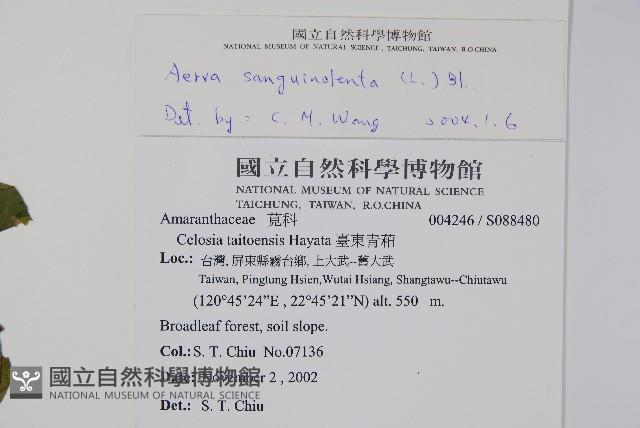 國立自然科學博物館
NATIONAL MUSEUM OF NATURAL SCIENCE, TAICHUNG, TAIWAN, R.O.CHINA
Aerva sanguinolenta (L.) Bl.
Det. by: C. M. Wang 2004.1.6
國立自然科學博物館
NATIONAL MUSEUM OF NATURAL SCIENCE
TAICHUNG, TAIWAN, R.O.CHINA
Amaranthaceae 莧科 004246 / S088480
Celosia taitoensis Hayata 臺東青葙
Loc.: 台灣, 屏東縣霧台鄉, 上大武--舊大武
Taiwan, Pingtung Hsien, Wutai Hsiang, Shangtawu--Chiutawu
(120°45'24"E , 22°45'21"N) alt. 550 m.
Broadleaf forest, soil slope.
Col.: S. T. Chiu No.07136
Date: November 2 , 2002
Det.: S. T. Chiu
國立自然科學博物館
NATIONAL MUSEUM OF NATURAL SCIENCE